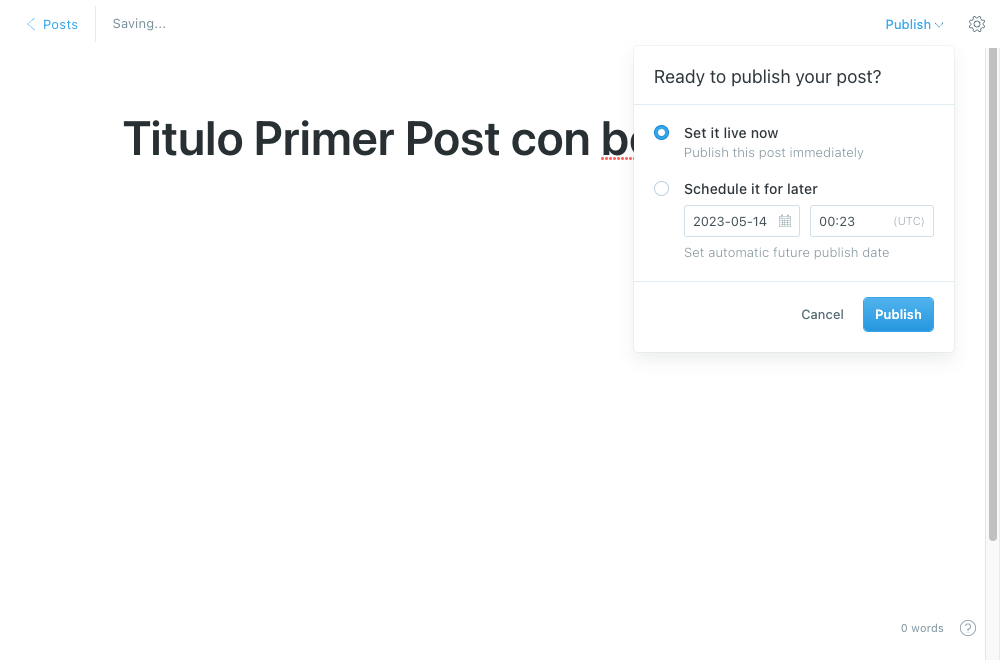 Posts
Saving...
Publish
Ready to publish your post?
Titulo Primer Post con
Set it live now
Publish this post immediately
Schedule it for later
2023-05-14
00:23 (UTC)
Set automatic future publish date
Cancel
Publish
0 words
?